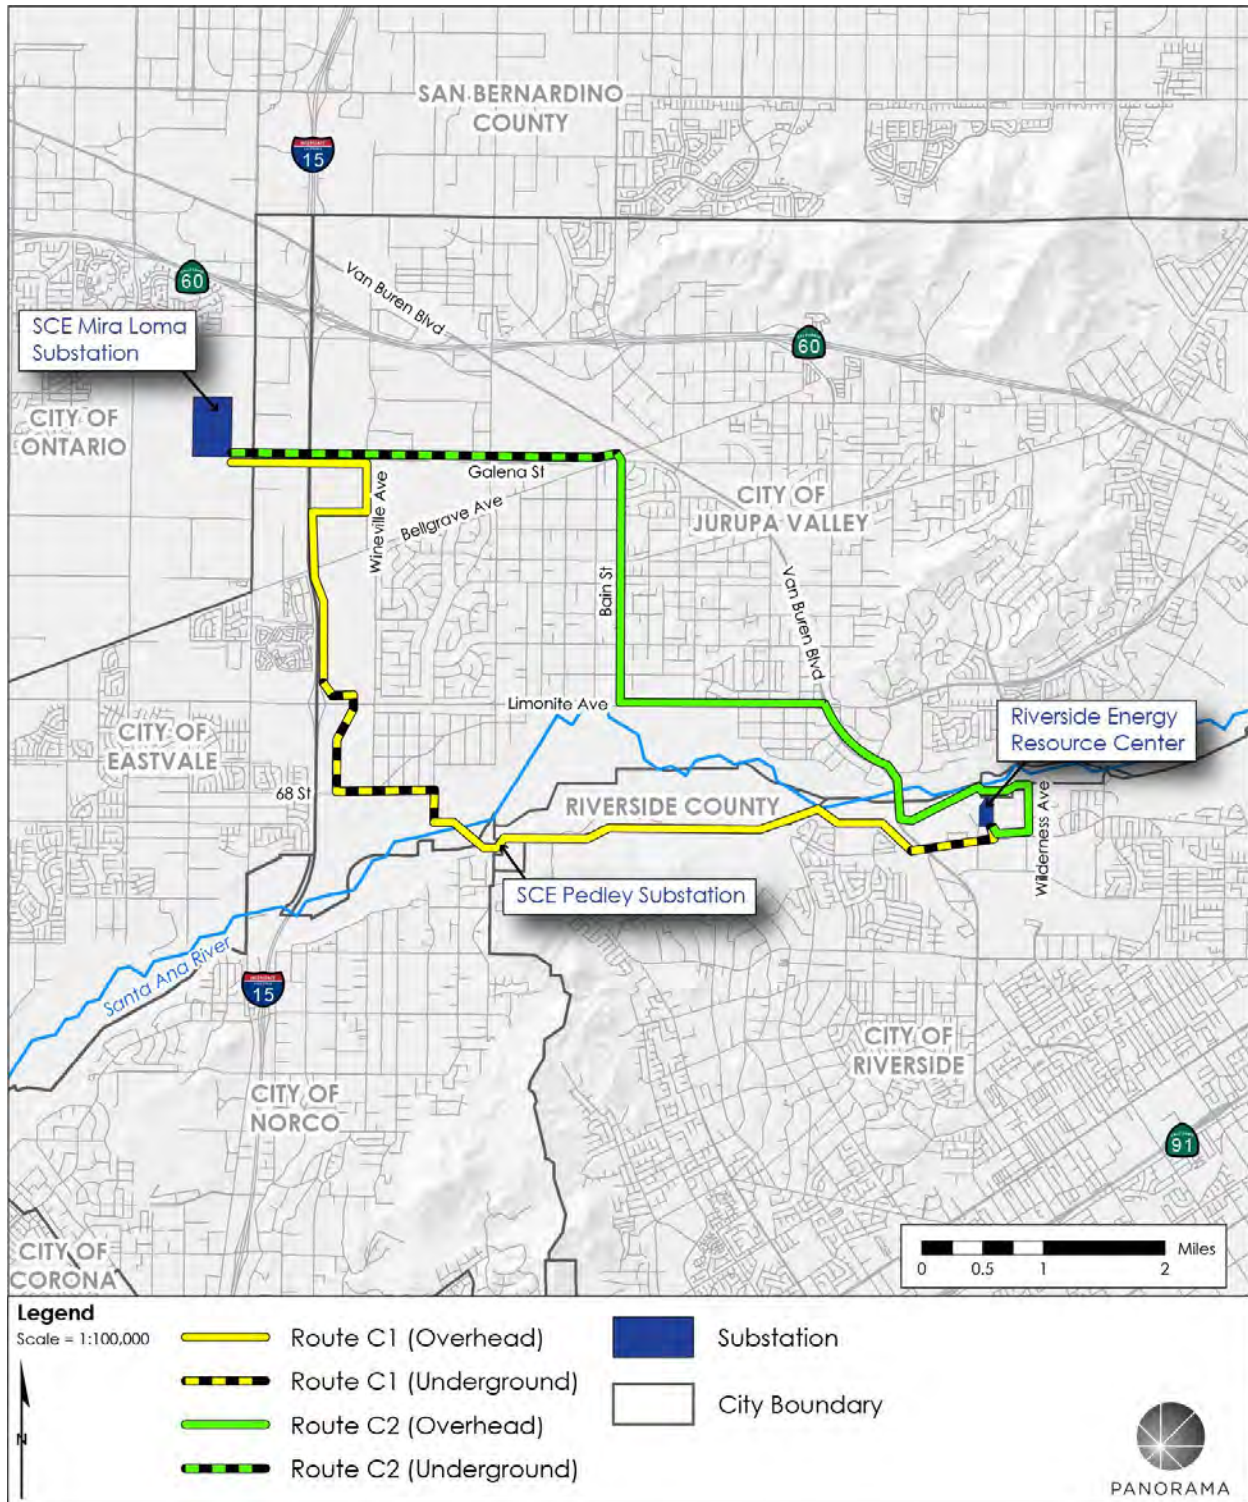 SAN BERNARDINO
COUNTY
15
60
Van Buren Blvd
SCE Mira Loma
Substation
60
CITY OF
ONTARIO
Galena St
Wineville Ave
Bellgrave Ave
CITY OF
JURUPA VALLEY
Bain St
Van Buren Blvd
Limonite Ave
Riverside Energy
Resource Center
CITY OF
EASTVALE
68 St
RIVERSIDE COUNTY
Wilderness Ave
SCE Pedley Substation
Santa Ana River
15
CITY OF
RIVERSIDE
CITY OF
NORCO
91
CITY OF
CORONA
Miles
0 0.5 1 2
Legend
Scale = 1:100,000
N
Route C1 (Overhead)
Route C1 (Underground)
Route C2 (Overhead)
Route C2 (Underground)
Substation
City Boundary
PANORAMA